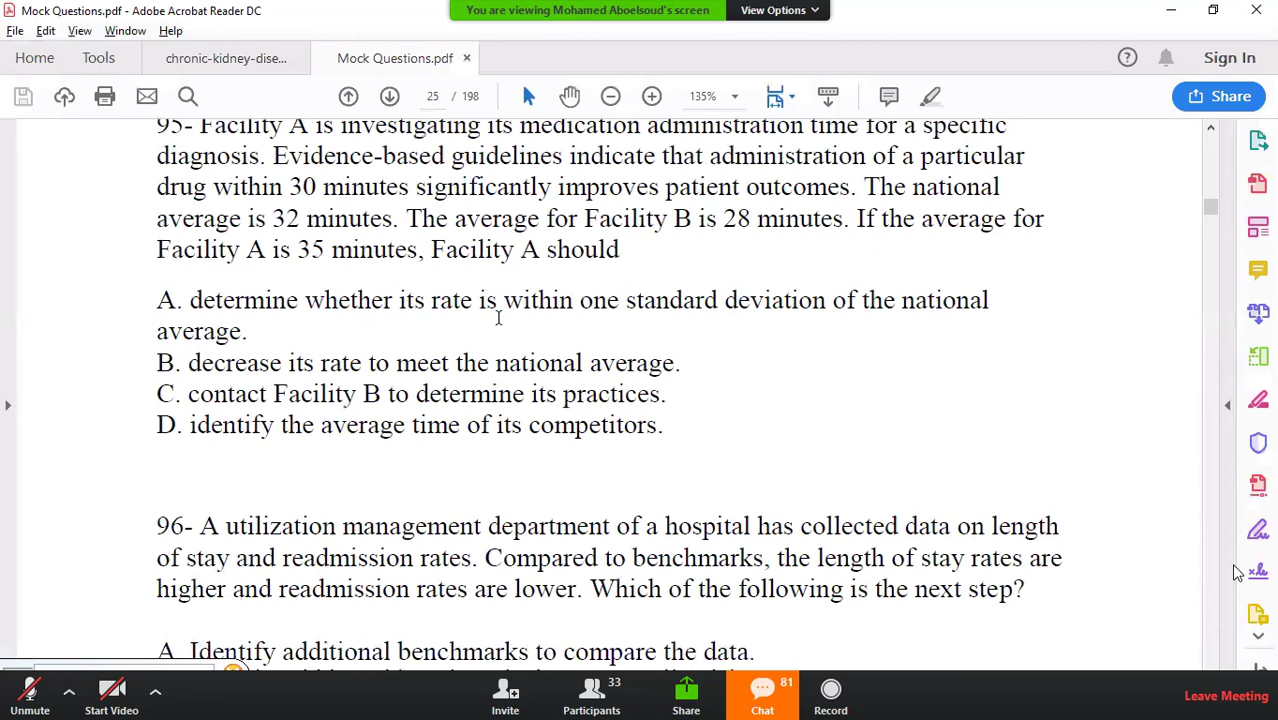 Mock Questions.pdf - Adobe Acrobat Reader DC
You are viewing Mohamed Aboelsoud's screen
View Options
File Edit View Window Help
Home Tools chronic-kidney-dise... Mock Questions.pdf × Sign In
25 / 198 135% Share
95- Facility A is investigating its medication administration time for a specific
diagnosis. Evidence-based guidelines indicate that administration of a particular
drug within 30 minutes significantly improves patient outcomes. The national
average is 32 minutes. The average for Facility B is 28 minutes. If the average for
Facility A is 35 minutes, Facility A should
A. determine whether its rate is within one standard deviation of the national
average.
B. decrease its rate to meet the national average.
C. contact Facility B to determine its practices.
D. identify the average time of its competitors.
96- A utilization management department of a hospital has collected data on length
of stay and readmission rates. Compared to benchmarks, the length of stay rates are
higher and readmission rates are lower. Which of the following is the next step?
A. Identify additional benchmarks to compare the data.
33 81
Unmute Start Video Invite Participants Share Chat Record Leave Meeting